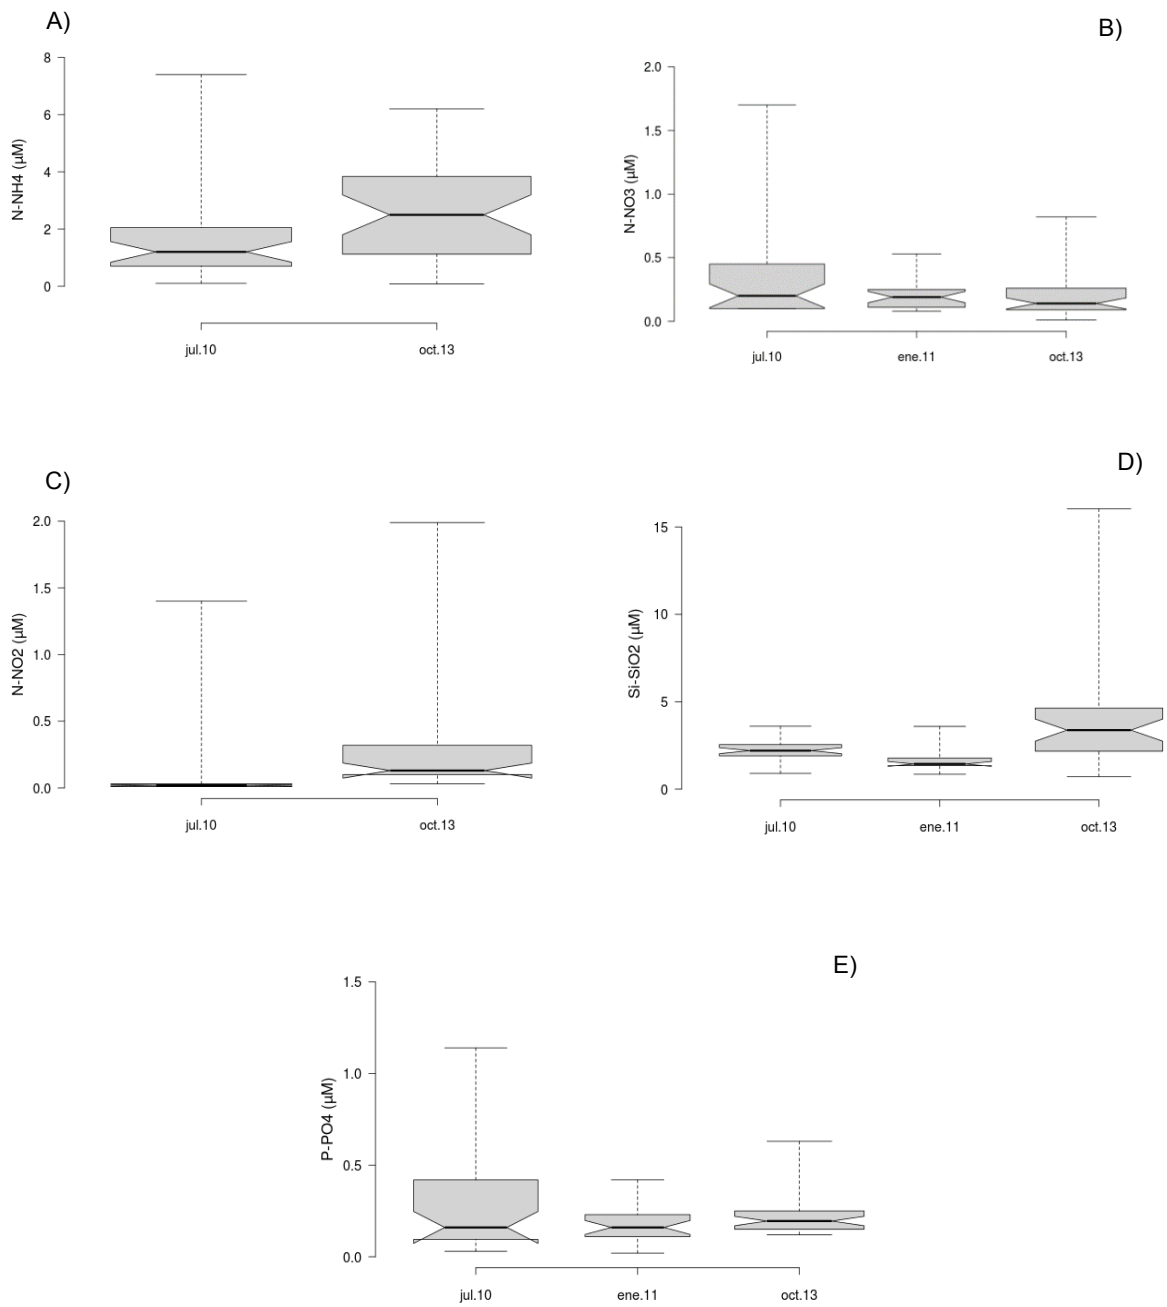 A)
N-NH4 (µM)
8
6
4
2
0
jul.10 oct.13
B)
N-NO3 (µM)
2.0
1.5
1.0
0.5
0.0
jul.10 ene.11 oct.13
C)
N-NO2 (µM)
2.0
1.5
1.0
0.5
0.0
jul.10 oct.13
D)
Si-SiO2 (µM)
15
10
5
0
jul.10 ene.11 oct.13
E)
P-PO4 (µM)
1.5
1.0
0.5
0.0
jul.10 ene.11 oct.13